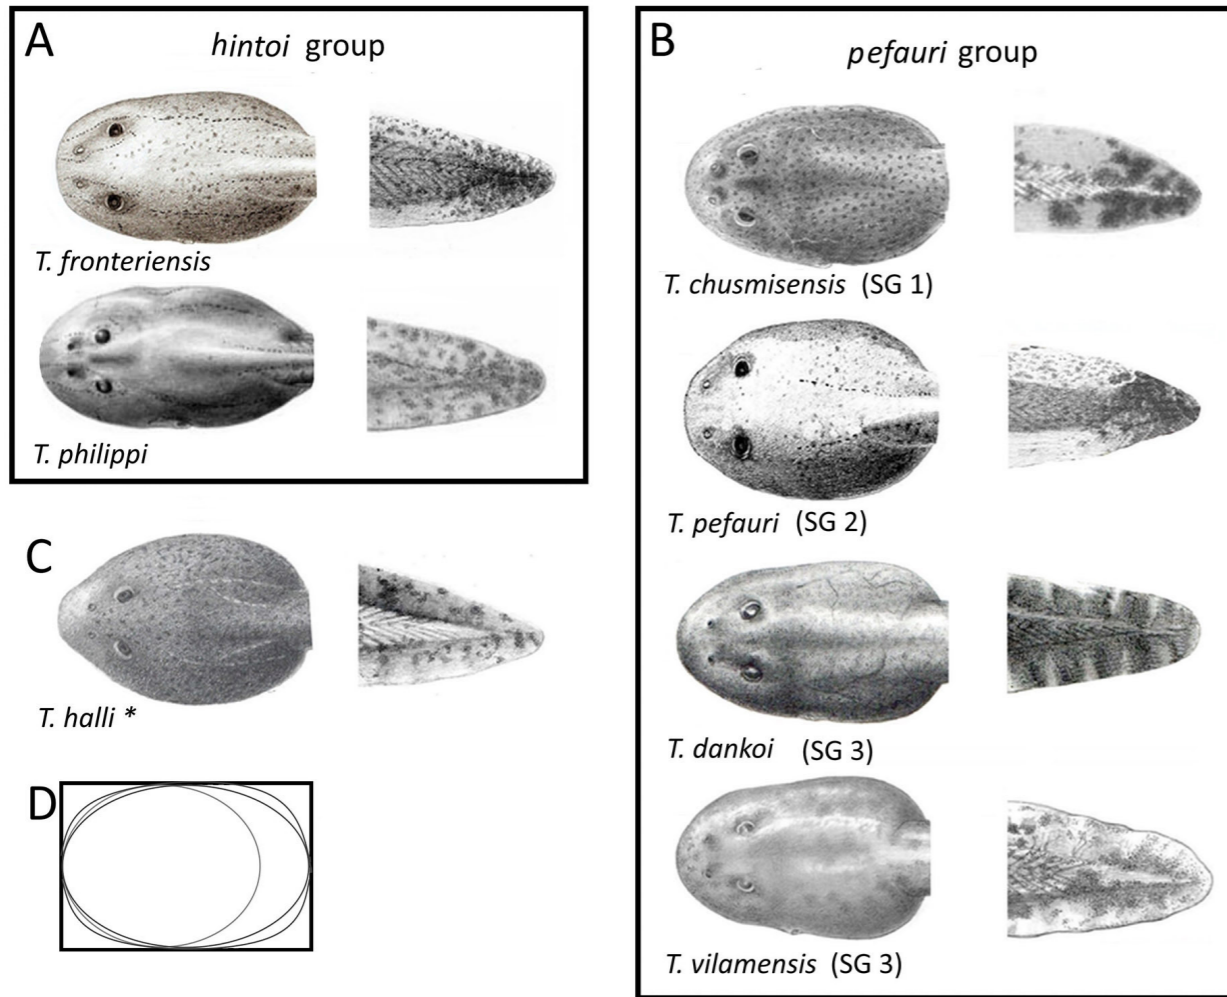 A
hintoi group
T. fronteriensis
T. philippi
B
pefauri group
T. chusmisensis (SG 1)
T. pefauri (SG 2)
T. dankoi (SG 3)
T. vilamensis (SG 3)
C
T. halli *
D